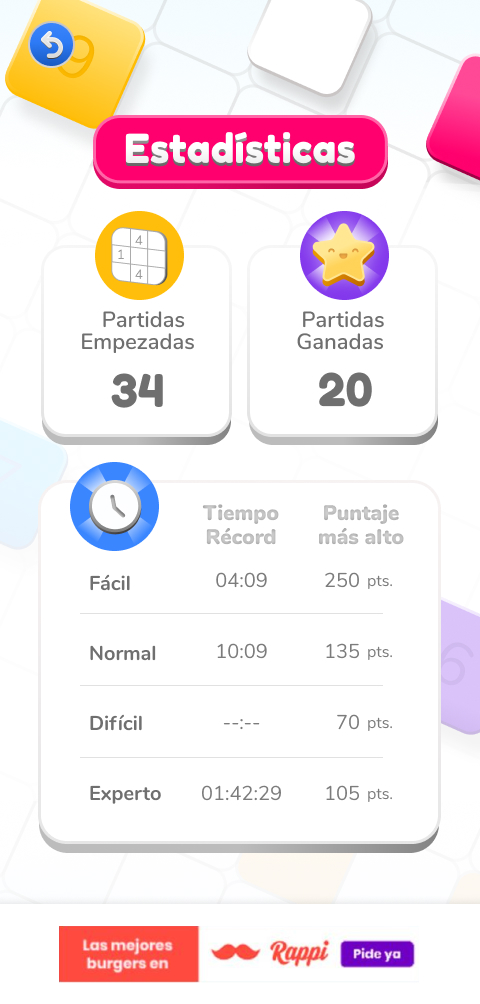 9
Estadísticas
4
1
4
Partidas
Empezadas
34
Partidas
Ganadas
20
Tiempo
Récord
Puntaje
más alto
Fácil 04:09 250 pts.
Normal 10:09 135 pts.
Difícil --:-- 70 pts.
Experto 01:42:29 105 pts.
6
Las mejores
burgers en
Rappi
Pide ya